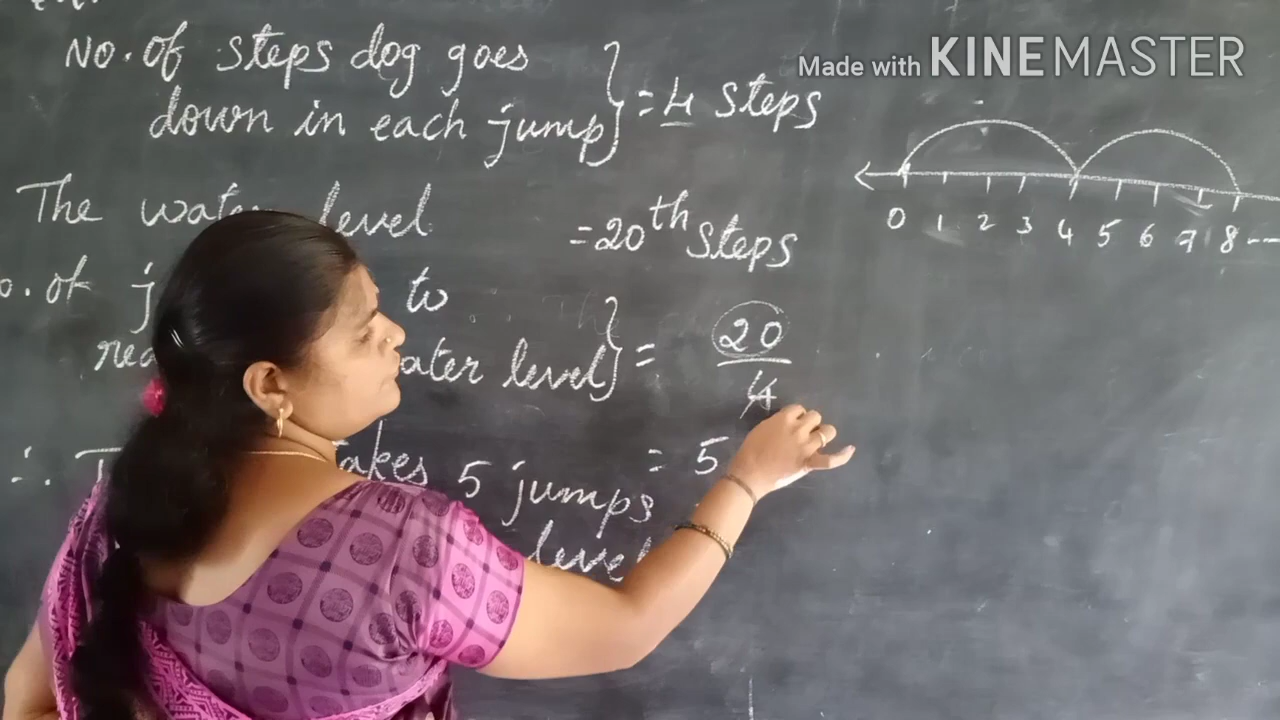 No. of steps dog goes
down in each jump } = 4 steps
The water level = 20th steps
of to
water level } = 20
4
takes 5 jumps = 5
level
0 1 2 3 4 5 6 7 8 ---
Made with KINEMASTER